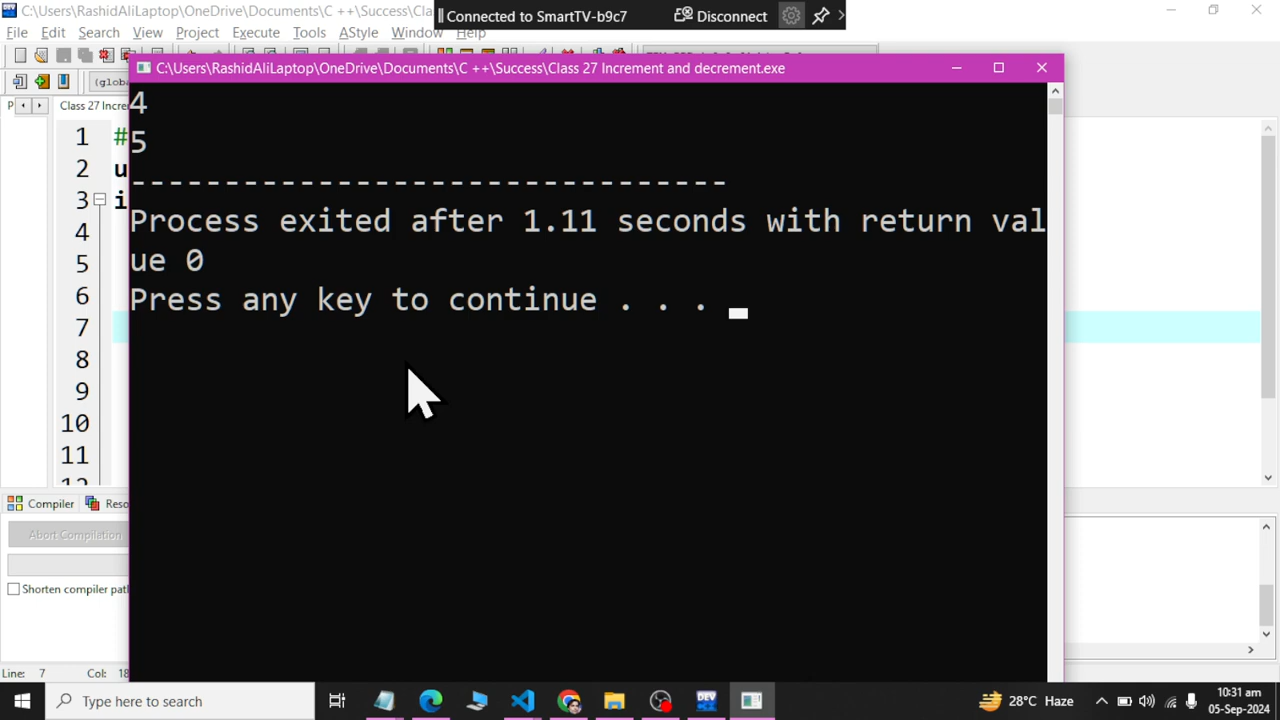 C:\Users\RashidAliLaptop\OneDrive\Documents\C ++\Success\Cla
Connected to SmartTV-b9c7 Disconnect
File Edit Search View Project Execute Tools AStyle Window Help
C:\Users\RashidAliLaptop\OneDrive\Documents\C ++\Success\Class 27 Increment and decrement.exe
(globa
P
Class 27 Incre
4
5
--------------------------------
Process exited after 1.11 seconds with return val
ue 0
Press any key to continue . . .
1 #
2 u
3 i
4
5
6
7
8
9
10
11
12
Compiler Reso
Abort Compilation
Shorten compiler path
Line: 7 Col: 18
Type here to search
28°C Haze
10:31 am
05-Sep-2024